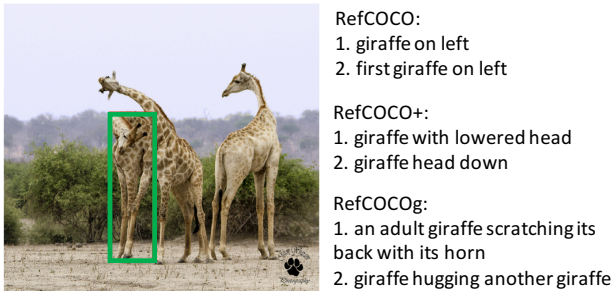 RefCOCO:
1. giraffe on left
2. first giraffe on left
RefCOCO+:
1. giraffe with lowered head
2. giraffe head down
RefCOCOg:
1. an adult giraffe scratching its
back with its horn
2. giraffe hugging another giraffe
Photography